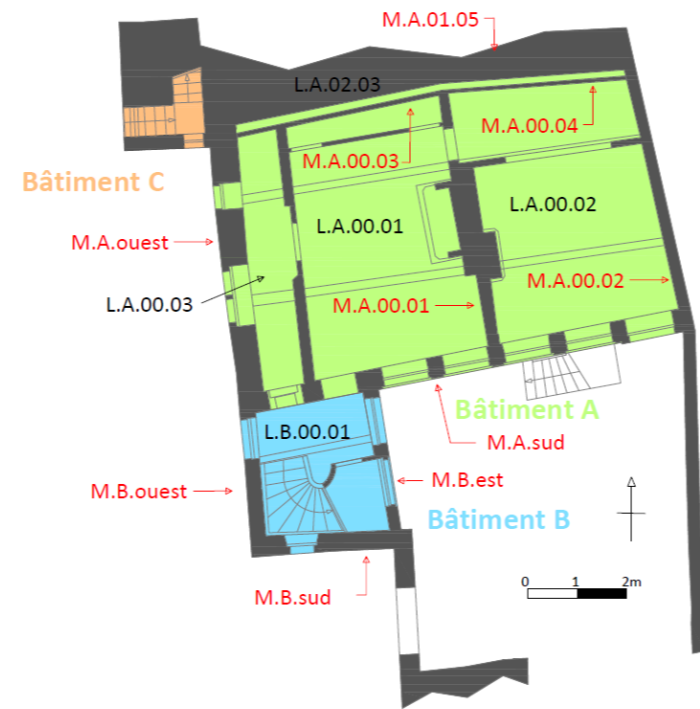 M.A.01.05
L.A.02.03
M.A.00.04
M.A.00.03
Bâtiment C
L.A.00.02
L.A.00.01
M.A.ouest
M.A.00.02
L.A.00.03
M.A.00.01
Bâtiment A
L.B.00.01
M.A.sud
M.B.est
M.B.ouest
Bâtiment B
0 1 2m
M.B.sud